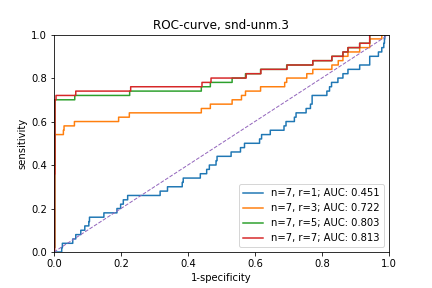 ROC-curve, snd-unm.3
sensitivity
1.0
0.8
0.6
0.4
0.2
0.0
n=7, r=1; AUC: 0.451
n=7, r=3; AUC: 0.722
n=7, r=5; AUC: 0.803
n=7, r=7; AUC: 0.813
0.0 0.2 0.4 0.6 0.8 1.0
1-specificity